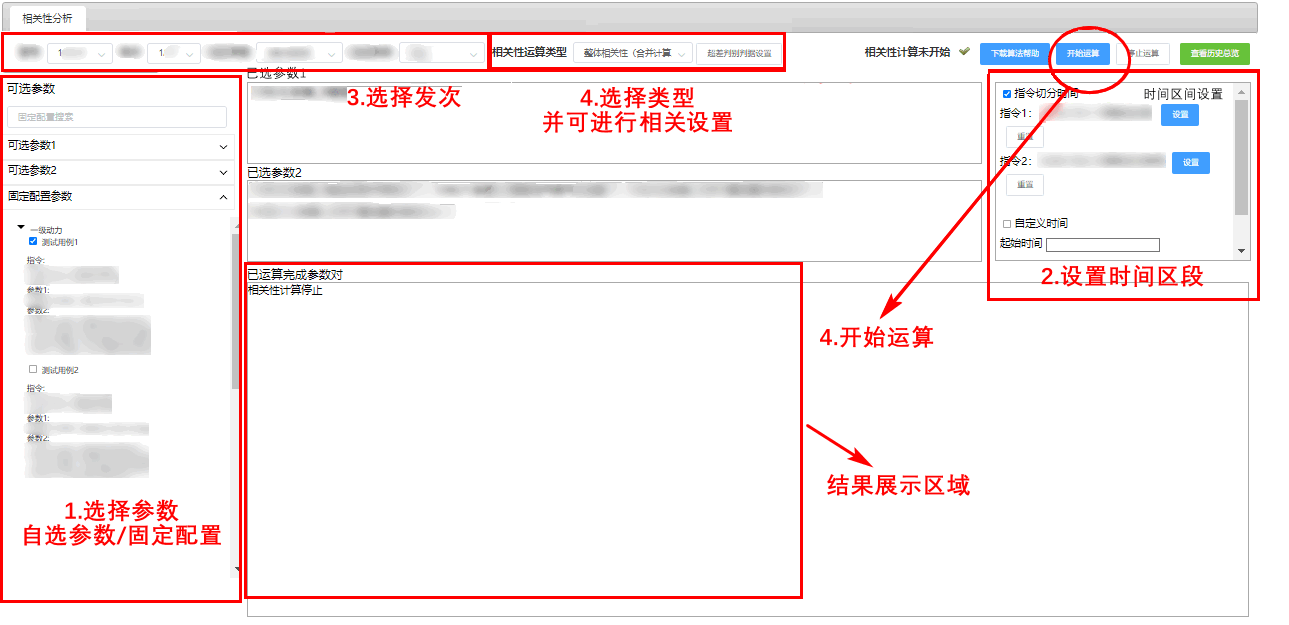 相关性分析
相关性运算类型
整体相关性（合并计算
超差判别判据设置
相关性计算未开始
下载算法帮助
开始运算
停止运算
查看历史总览
可选参数
固定配置搜索
可选参数1
可选参数2
固定配置参数
一级动力
测试用例1
指令:
参数1:
参数2:
测试用例2
指令:
参数1:
参数2:
1.选择参数
自选参数/固定配置
已选参数1
3.选择发次
4.选择类型
并可进行相关设置
已选参数2
已运算完成参数对
相关性计算停止
指令切分时间
时间区间设置
指令1:
设置
重置
指令2:
设置
重置
自定义时间
起始时间
2.设置时间区段
4.开始运算
结果展示区域